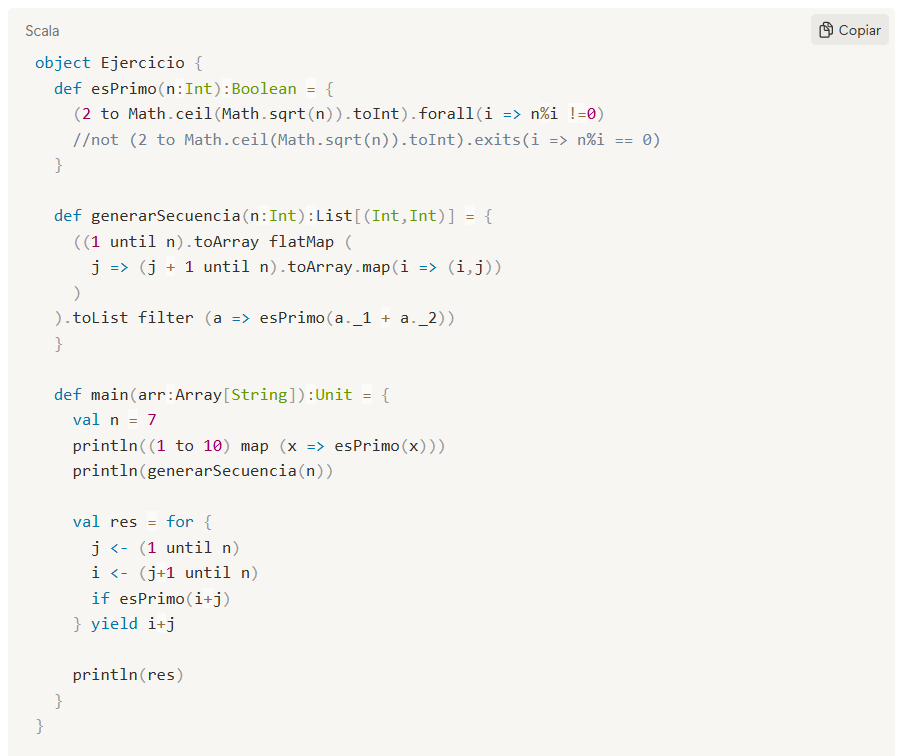 Scala
Copiar
object Ejercicio {
  def esPrimo(n:Int):Boolean = {
    (2 to Math.ceil(Math.sqrt(n)).toInt).forall(i => n%i !=0)
    //not (2 to Math.ceil(Math.sqrt(n)).toInt).exits(i => n%i == 0)
  }

  def generarSecuencia(n:Int):List[(Int,Int)] = {
    ((1 until n).toArray flatMap (
      j => (j + 1 until n).toArray.map(i => (i,j))
    )
  ).toList filter (a => esPrimo(a._1 + a._2))
  }

  def main(arr:Array[String]):Unit = {
    val n = 7
    println((1 to 10) map (x => esPrimo(x)))
    println(generarSecuencia(n))

    val res = for {
      j <- (1 until n)
      i <- (j+1 until n)
      if esPrimo(i+j)
    } yield i+j

    println(res)
  }
}